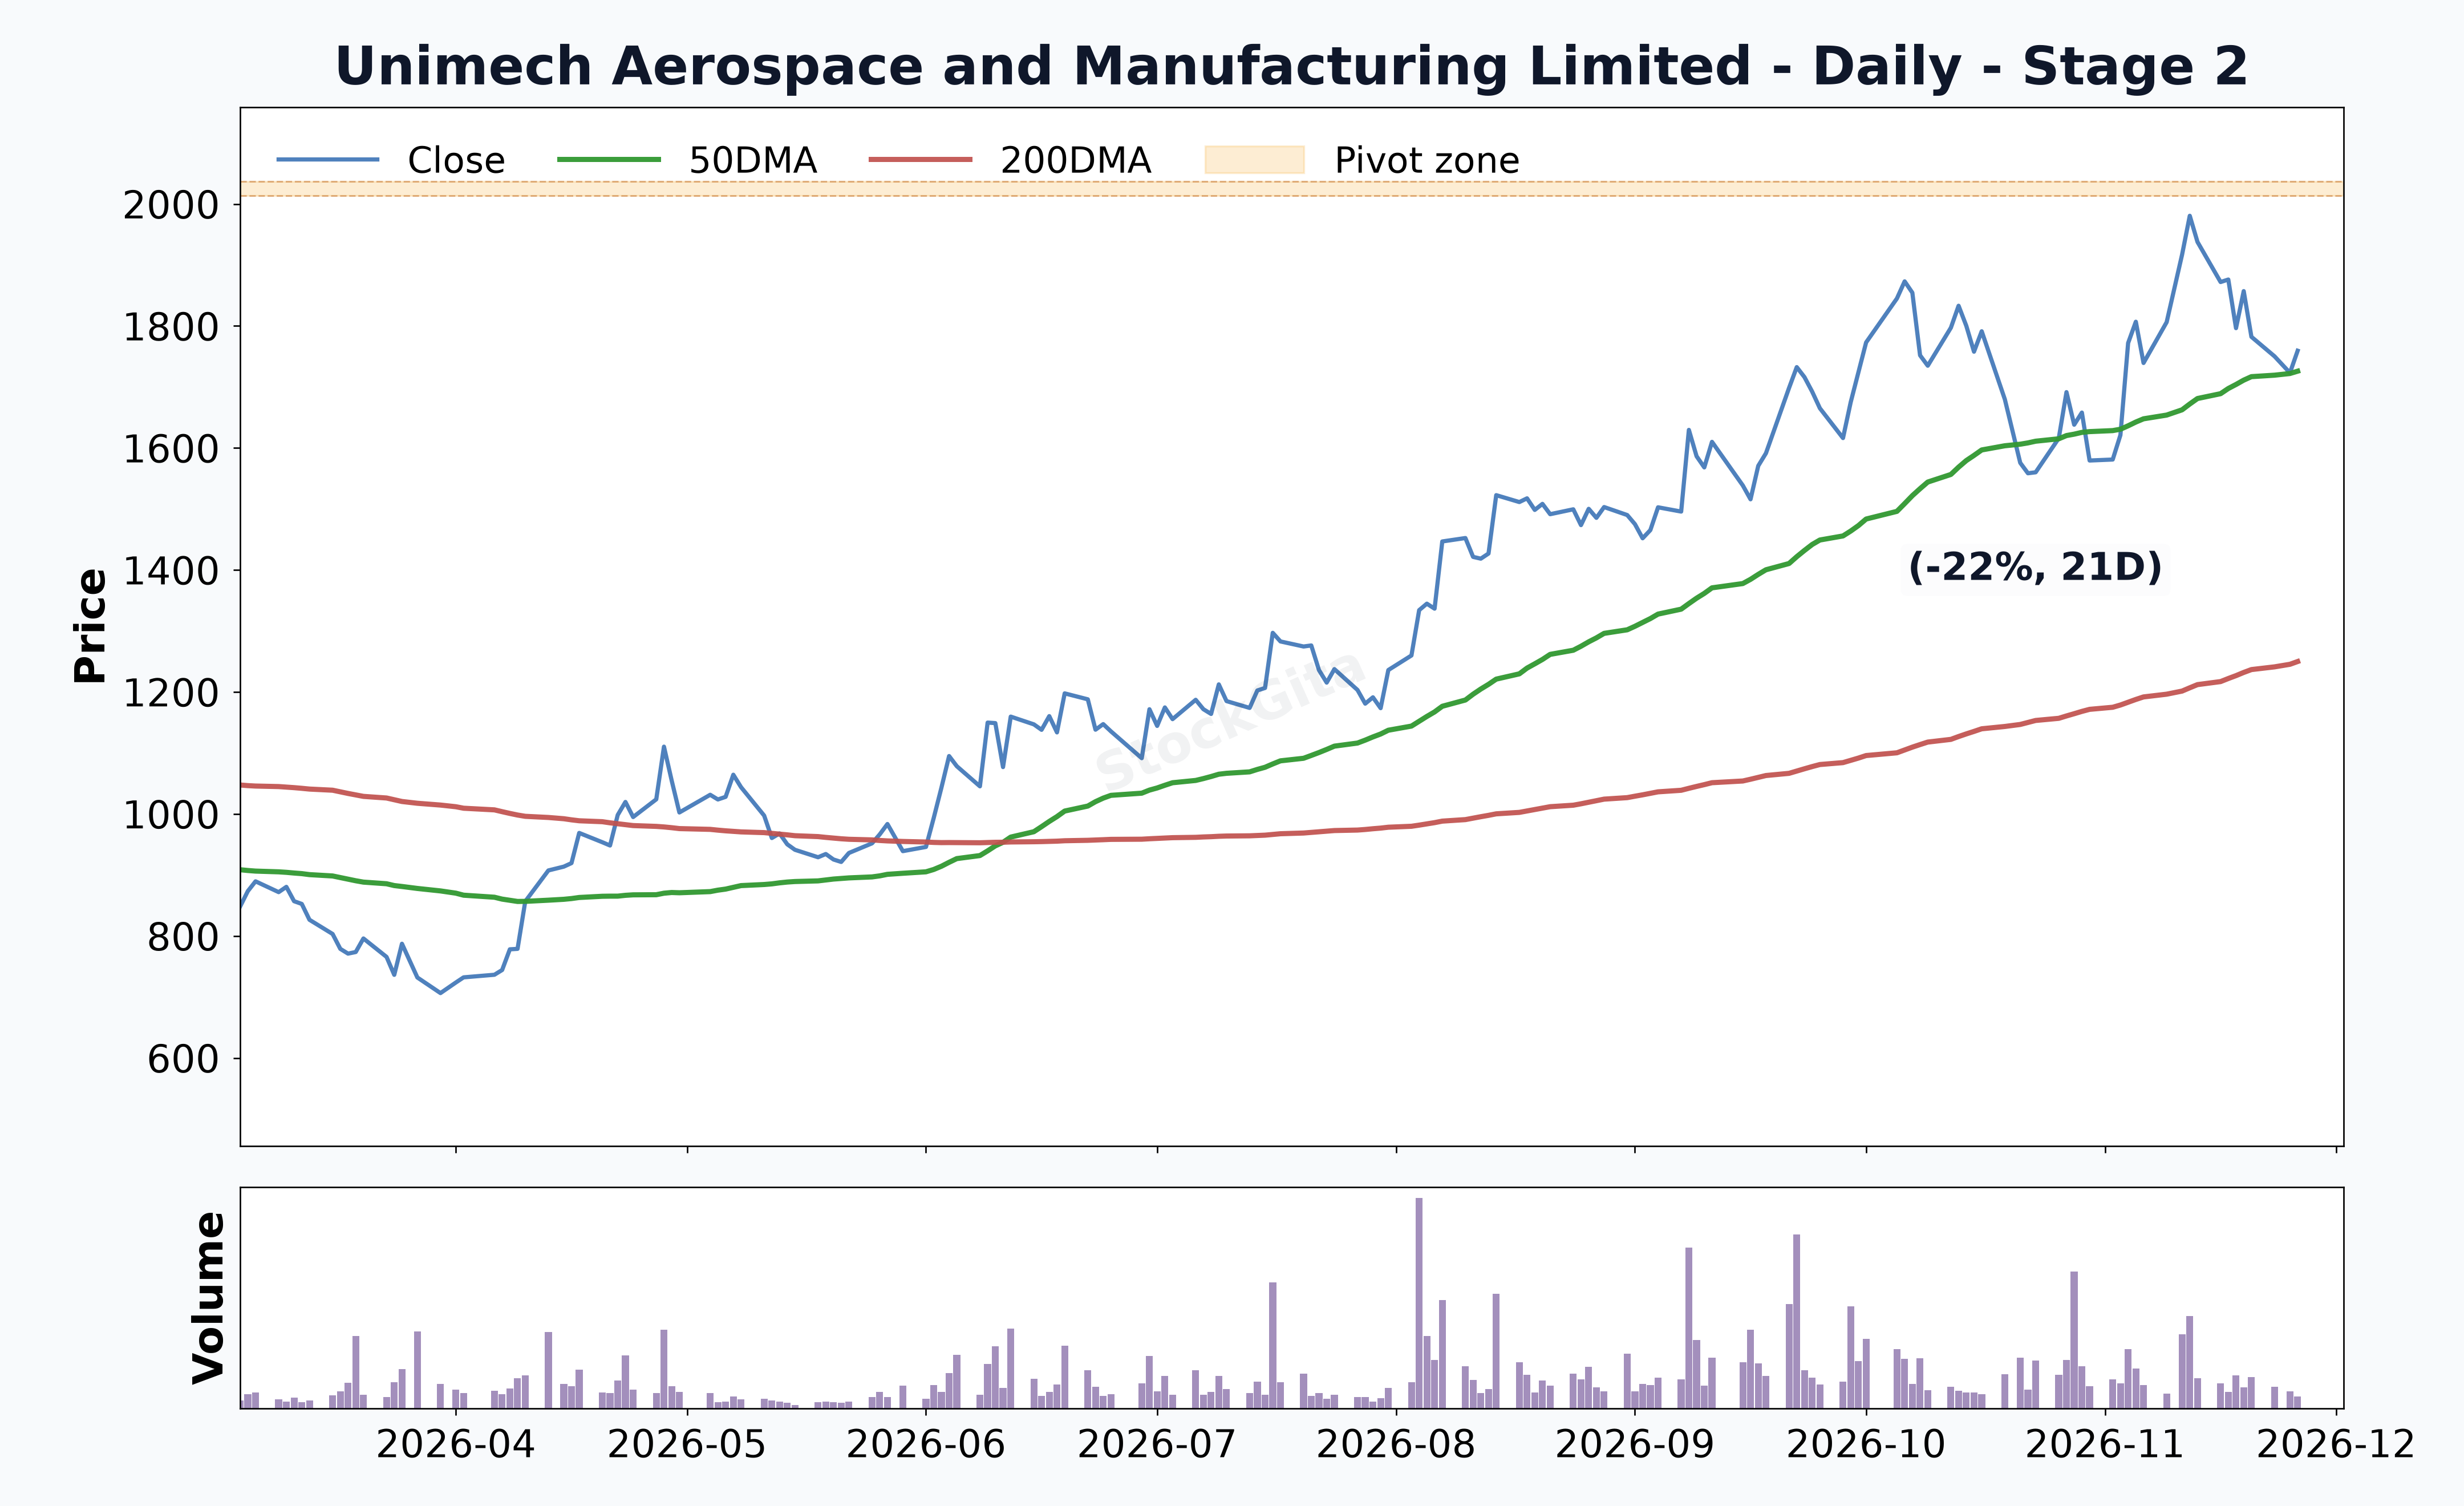 Unimech Aerospace and Manufacturing Limited - Daily - Stage 2
Close 50DMA 200DMA Pivot zone
Price
2000
1800
1600
1400
1200
1000
800
600
(-22%, 21D)
StockGita
Volume
2026-04 2026-05 2026-06 2026-07 2026-08 2026-09 2026-10 2026-11 2026-12